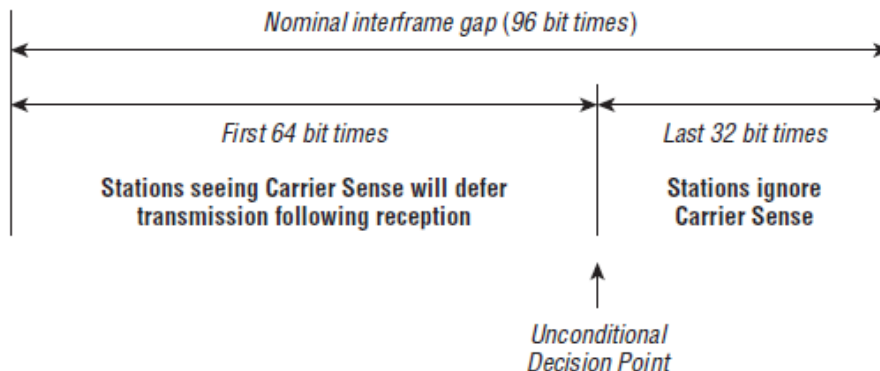 Nominal interframe gap (96 bit times)
First 64 bit times
Last 32 bit times
Stations seeing Carrier Sense will defer
transmission following reception
Stations ignore
Carrier Sense
Unconditional
Decision Point